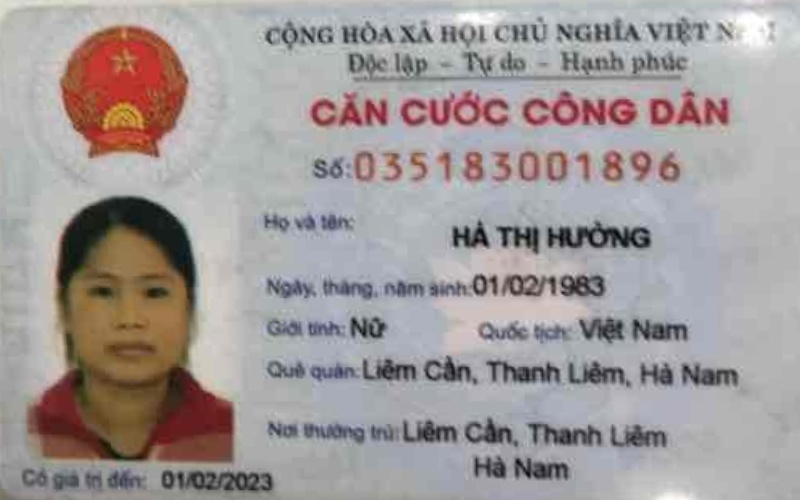 CỘNG HÒA XÃ HỘI CHỦ NGHĨA VIỆT
Độc lập - Tự do - Hạnh phúc
CĂN CƯỚC CÔNG DÂN
Số: 035183001896
Họ và tên: HÀ THỊ HƯỜNG
Ngày, tháng, năm sinh: 01/02/1983
Giới tính: Nữ Quốc tịch: Việt Nam
Quê quán: Liêm Cần, Thanh Liêm, Hà Nam
Nơi thường trú: Liêm Cần, Thanh Liêm
Hà Nam
Có giá trị đến: 01/02/2023